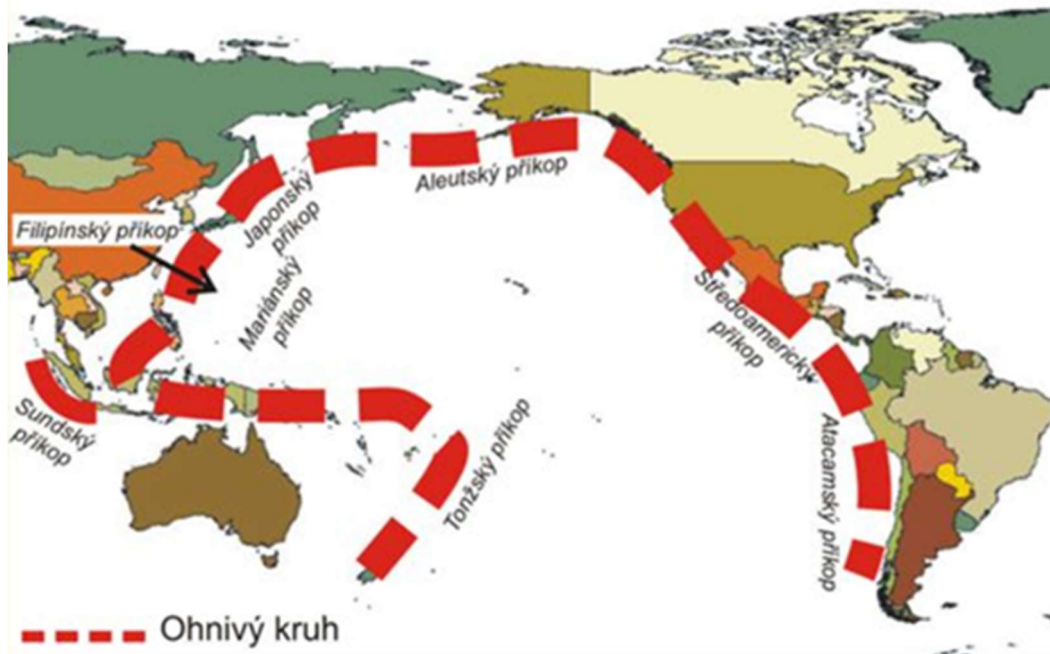 Aleutský příkop
Japonský
příkop
Filipínský příkop
Mariánský
příkop
Středoamerický
příkop
Sundský
příkop
Tonžský příkop
Atacamský příkop
Ohnivý kruh